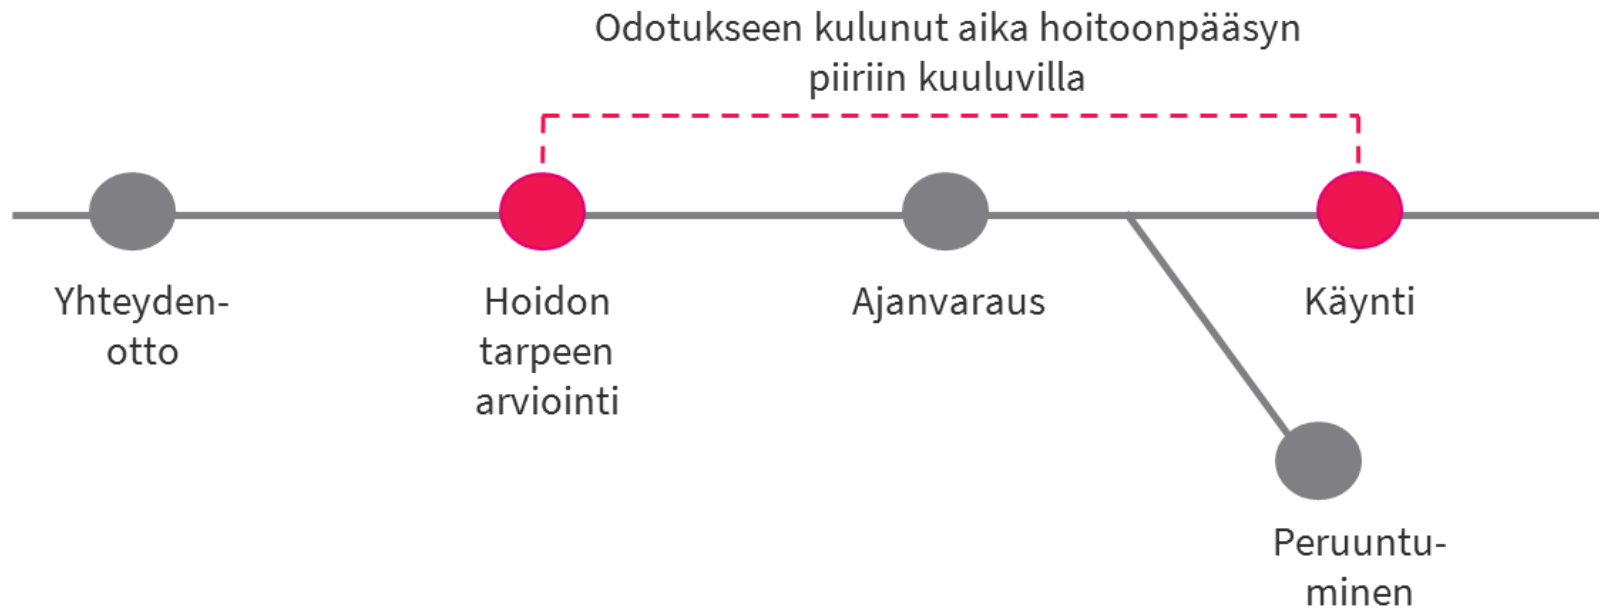 Odotukseen kulunut aika hoitoonpääsyn
piiriin kuuluvilla
Yhteyden-
otto
Hoidon
tarpeen
arviointi
Ajanvaraus
Käynti
Peruuntu-
minen